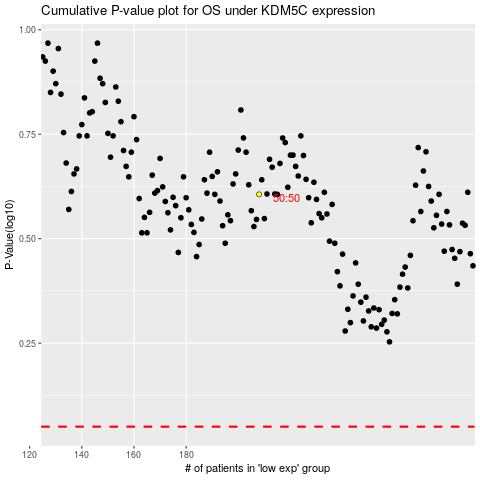 Cumulative P-value plot for OS under KDM5C expression
1.00
0.75
0.50
0.25
P-Value(log10)
50:50
120 140 160 180
# of patients in 'low exp' group